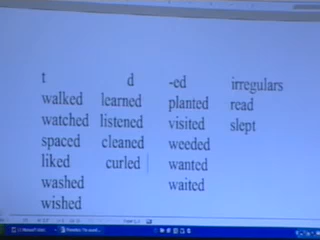 t d -ed irregulars
walked learned planted read
watched listened visited slept
spaced cleaned weeded
liked curled wanted
washed waited
wished